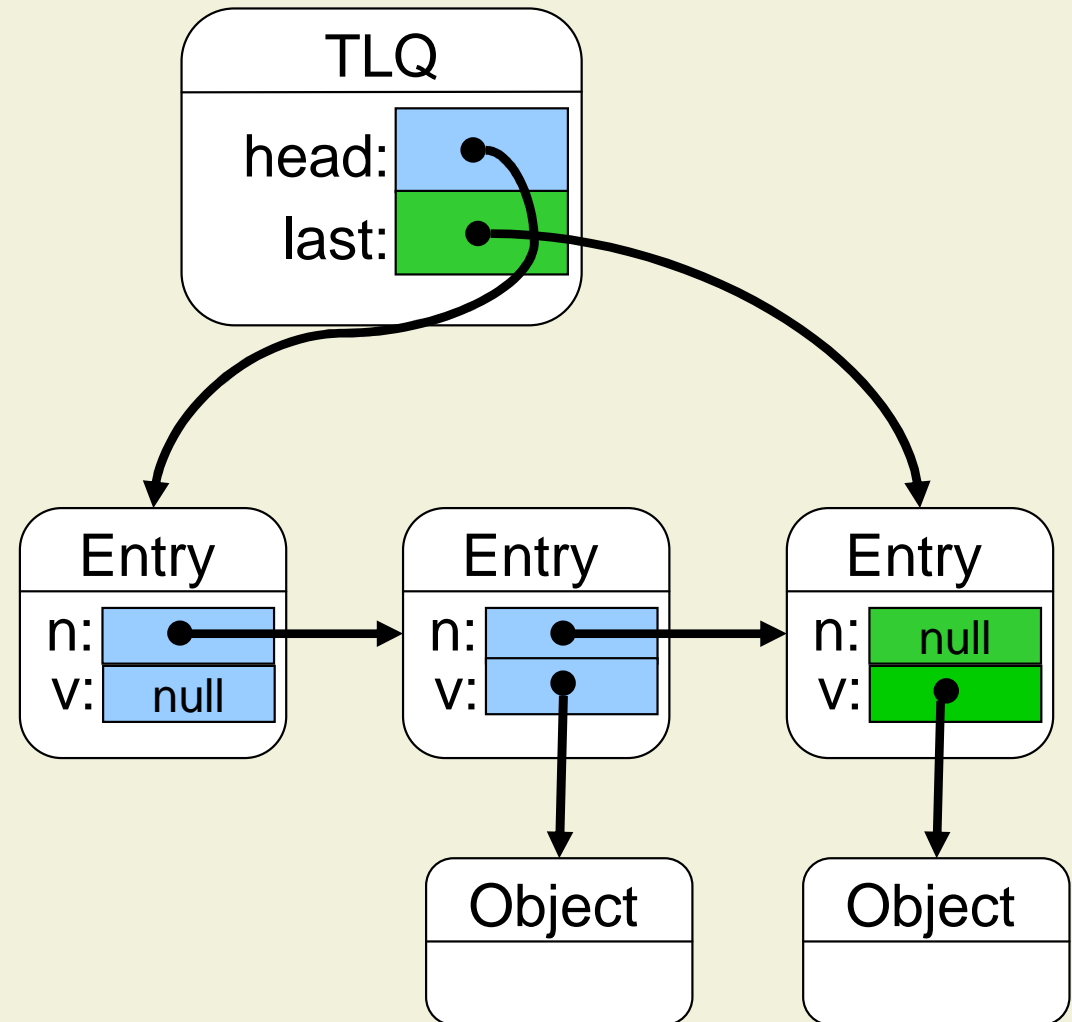 TLQ
head:
last:
Entry Entry Entry
n: n: n: null
v: null v: v:
Object Object